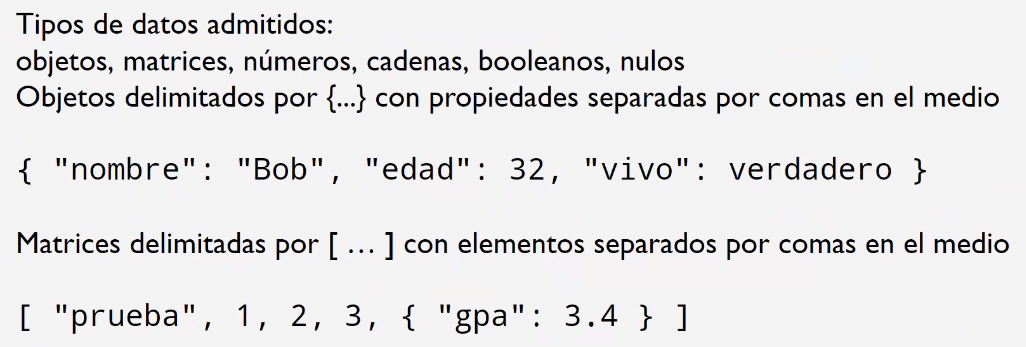 Tipos de datos admitidos:
objetos, matrices, números, cadenas, booleanos, nulos
Objetos delimitados por {...} con propiedades separadas por comas en el medio
{ "nombre": "Bob", "edad": 32, "vivo": verdadero }
Matrices delimitadas por [ ... ] con elementos separados por comas en el medio
[ "prueba", 1, 2, 3, { "gpa": 3.4 } ]